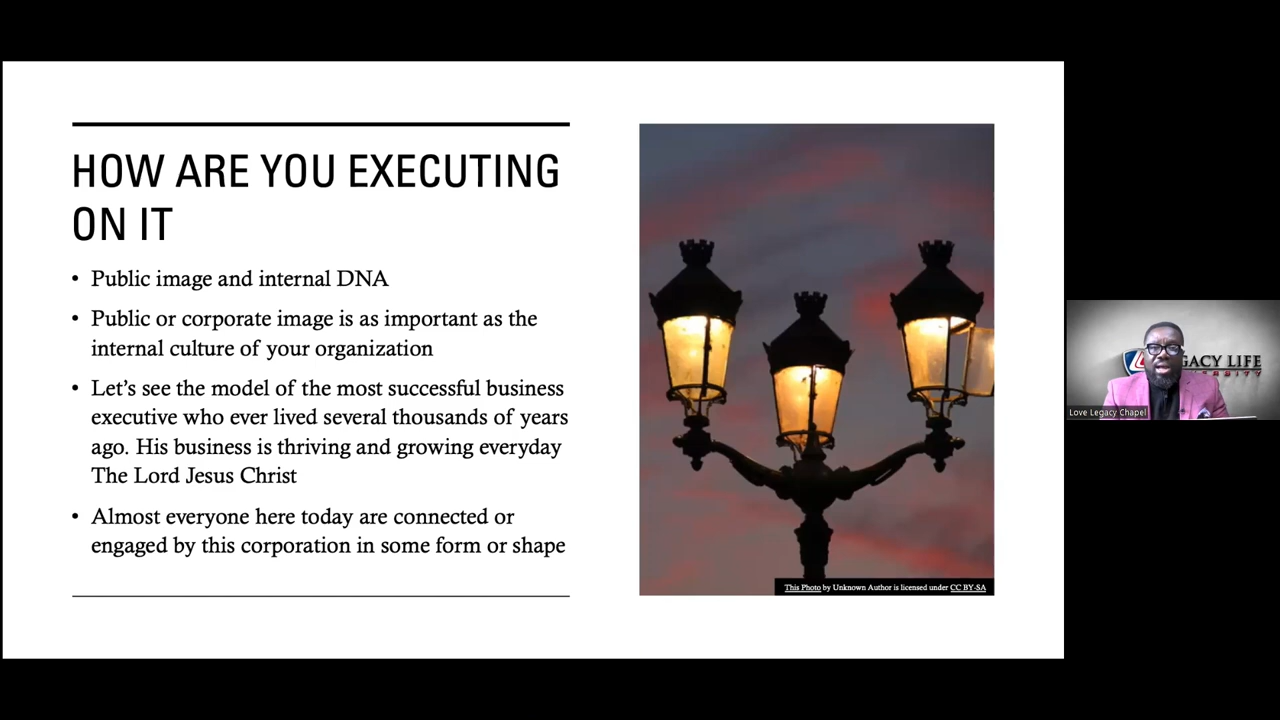 HOW ARE YOU EXECUTING
ON IT
• Public image and internal DNA
• Public or corporate image is as important as the
internal culture of your organization
• Let’s see the model of the most successful business
executive who ever lived several thousands of years
ago. His business is thriving and growing everyday
The Lord Jesus Christ
• Almost everyone here today are connected or
engaged by this corporation in some form or shape
This Photo by Unknown Author is licensed under CC BY-SA
GACY LIFE
Love Legacy Chapel